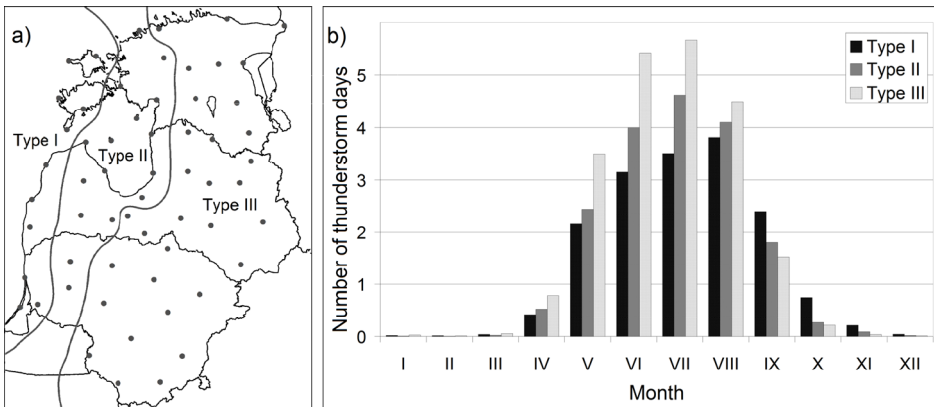 a)
Type I
Type II
Type III
b)
Number of thunderstorm days
5
4
3
2
1
0
Type I
Type II
Type III
I II III IV V VI VII VIII IX X XI XII
Month